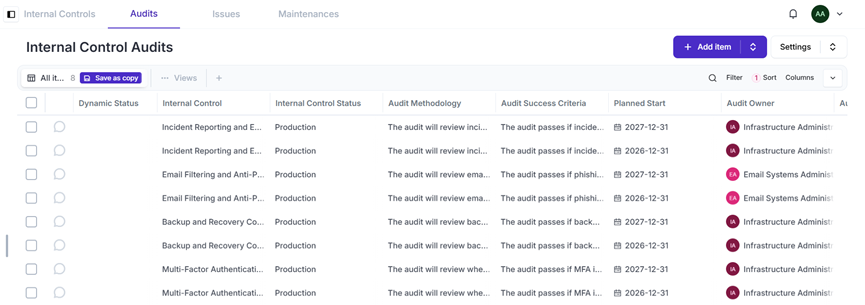 Internal Controls Audits Issues Maintenances AA
Internal Control Audits + Add item Settings
All it... 8 Save as copy ... Views + Filter 1 Sort Columns
Dynamic Status Internal Control Internal Control Status Audit Methodology Audit Success Criteria Planned Start Audit Owner Au
Incident Reporting and E... Production The audit will review inci... The audit passes if incide... 2027-12-31 IA Infrastructure Administr
Incident Reporting and E... Production The audit will review inci... The audit passes if incide... 2026-12-31 IA Infrastructure Administr
Email Filtering and Anti-P... Production The audit will review ema... The audit passes if phishi... 2027-12-31 EA Email Systems Adminis
Email Filtering and Anti-P... Production The audit will review ema... The audit passes if phishi... 2026-12-31 EA Email Systems Adminis
Backup and Recovery Co... Production The audit will review bac... The audit passes if back... 2027-12-31 IA Infrastructure Administr
Backup and Recovery Co... Production The audit will review bac... The audit passes if back... 2026-12-31 IA Infrastructure Administr
Multi-Factor Authenticati... Production The audit will review whe... The audit passes if MFA i... 2027-12-31 IA Infrastructure Administr
Multi-Factor Authenticati... Production The audit will review whe... The audit passes if MFA i... 2026-12-31 IA Infrastructure Administr